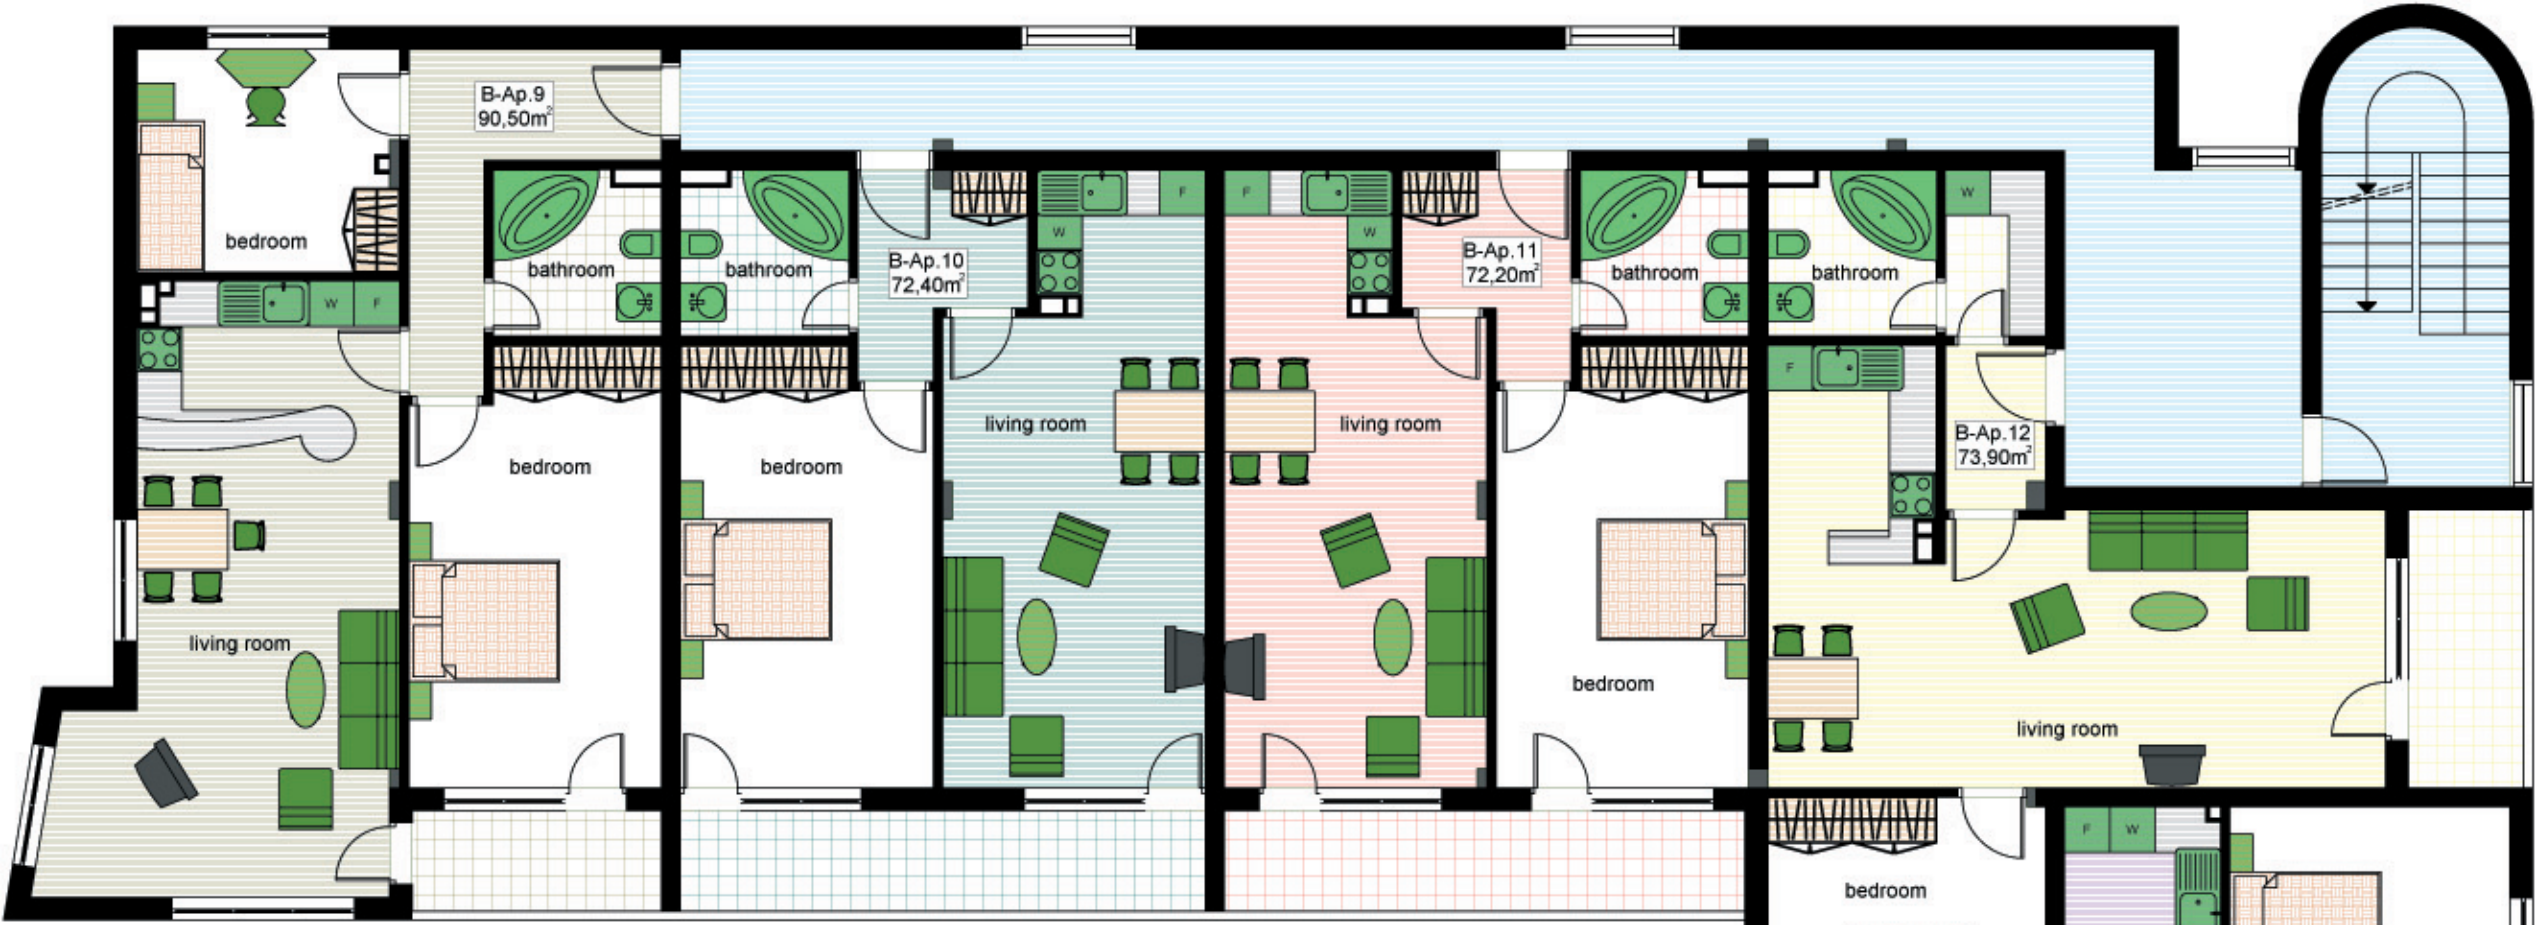 B-Ap.9
90,50m²
F
F
W
bedroom
B-Ap.10
72,40m²
B-Ap.11
72,20m²
W
W
bathroom
bathroom
bathroom
bathroom
W
F
F
living room
living room
B-Ap.12
73,90m²
bedroom
bedroom
living room
bedroom
living room
F
W
bedroom